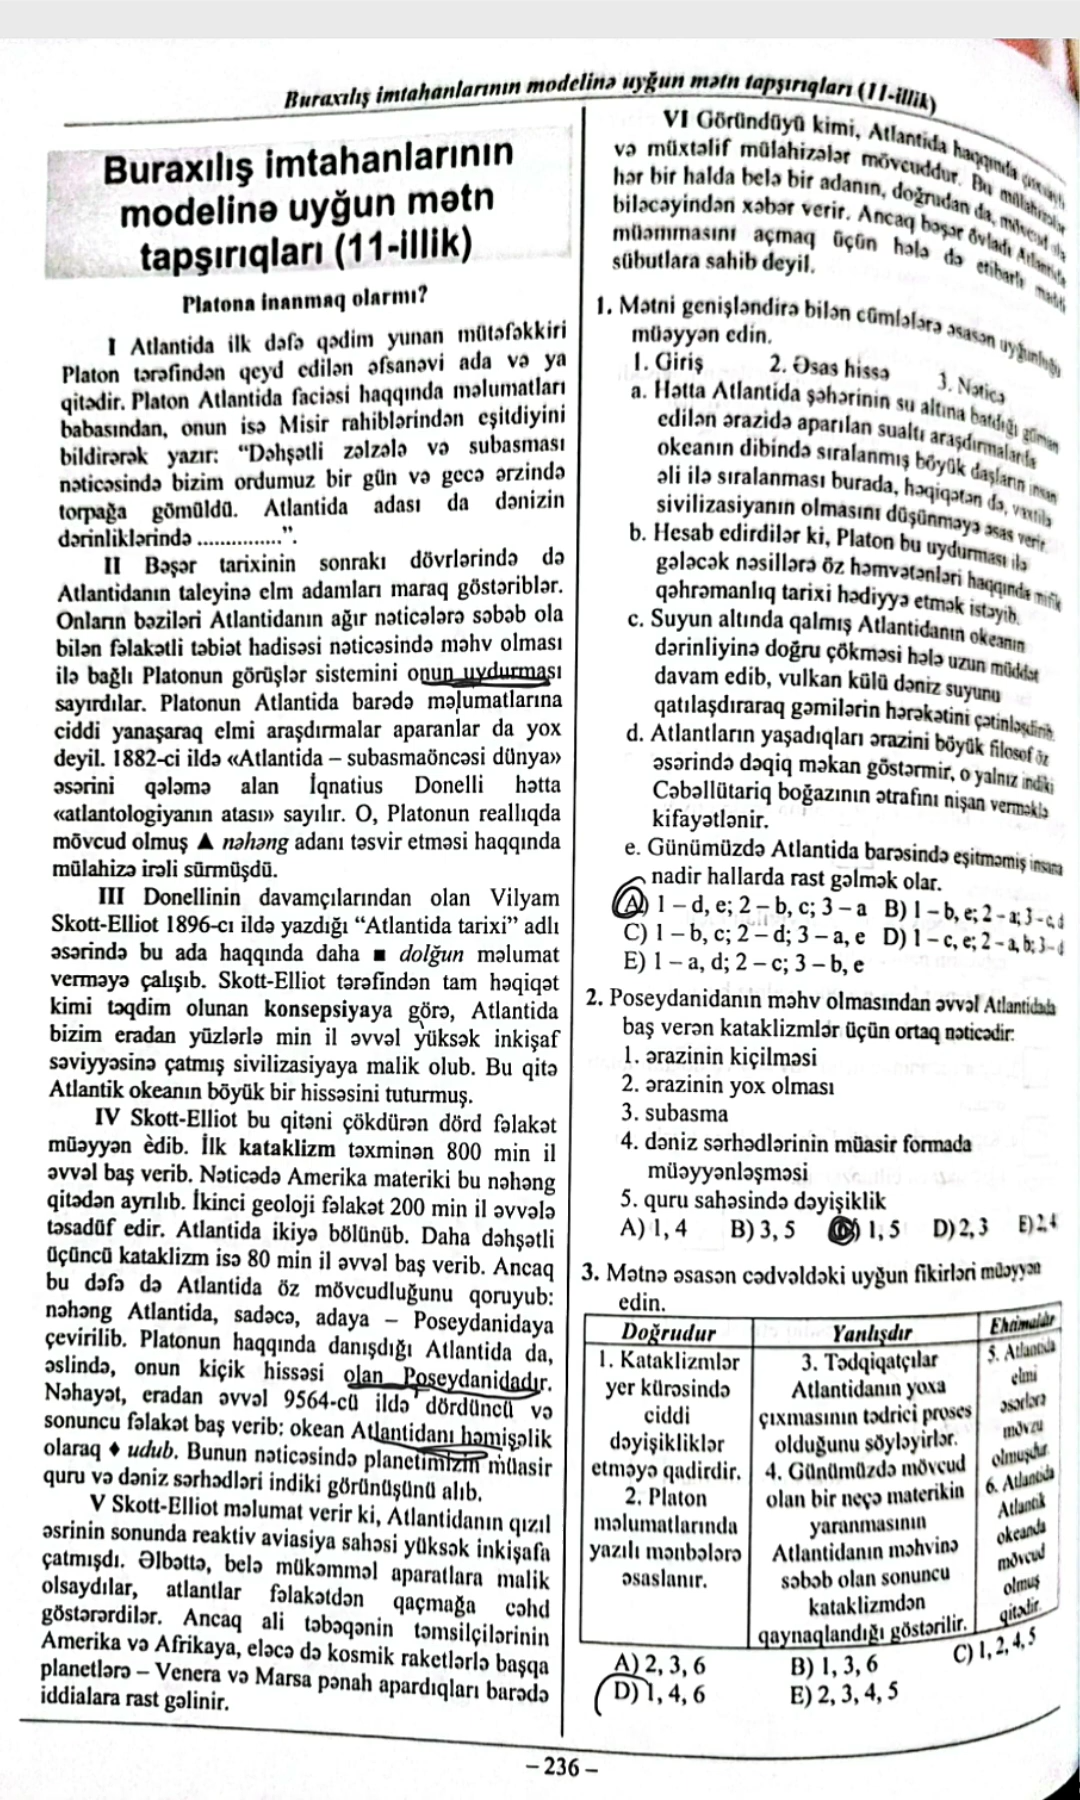 Buraxılış imtahanlarının modelinə uyğun mətn tapşırıqları (11-illik)
Buraxılış imtahanlarının
modelinə uyğun mətn
tapşırıqları (11-illik)
Platona inanmaq olarmı?
I Atlantida ilk dəfə qədim yunan mütəfəkkiri
Platon tərəfindən qeyd edilən əfsanəvi ada və ya
qitədir. Platon Atlantida faciəsi haqqında məlumatları
babasından, onun isə Misir rahiblərindən eşitdiyini
bildirərək yazır: “Dəhşətli zəlzələ və subasması
nəticəsində bizim ordumuz bir gün və gecə ərzində
torpağa gömüldü. Atlantida adası da dənizin
dərinliklərində ...............”.
II Bəşər tarixinin sonrakı dövrlərində də
Atlantidanın taleyinə elm adamları maraq göstəriblər.
Onların bəziləri Atlantidanın ağır nəticələrə səbəb ola
bilən fəlakətli təbiət hadisəsi nəticəsində məhv olması
ilə bağlı Platonun görüşlər sistemini onun uydurması
sayırdılar. Platonun Atlantida barədə məlumatlarına
ciddi yanaşaraq elmi araşdırmalar aparanlar da yox
deyil. 1882-ci ildə «Atlantida – subasmaöncəsi dünya»
əsərini qələmə alan İqnatius Donelli hətta
«atlantologiyanın atası» sayılır. O, Platonun reallıqda
mövcud olmuş ▲ nəhəng adanı təsvir etməsi haqqında
mülahizə irəli sürmüşdü.
III Donellinin davamçılarından olan Vilyam
Skott-Elliot 1896-cı ildə yazdığı “Atlantida tarixi” adlı
əsərində bu ada haqqında daha ■ dolğun məlumat
verməyə çalışıb. Skott-Elliot tərəfindən tam həqiqət
kimi təqdim olunan konsepsiyaya görə, Atlantida
bizim eradan yüzlərlə min il əvvəl yüksək inkişaf
səviyyəsinə çatmış sivilizasiyaya malik olub. Bu qitə
Atlantik okeanın böyük bir hissəsini tuturmuş.
IV Skott-Elliot bu qitəni çökdürən dörd fəlakət
müəyyən edib. İlk kataklizm təxminən 800 min il
əvvəl baş verib. Nəticədə Amerika materiki bu nəhəng
qitədən ayrılıb. İkinci geoloji fəlakət 200 min il əvvələ
təsadüf edir. Atlantida ikiyə bölünüb. Daha dəhşətli
üçüncü kataklizm isə 80 min il əvvəl baş verib. Ancaq
bu dəfə də Atlantida öz mövcudluğunu qoruyub:
nəhəng Atlantida, sadəcə, adaya – Poseydanidaya
çevirilib. Platonun haqqında danışdığı Atlantida da,
əslində, onun kiçik hissəsi olan Poseydanidadır.
Nəhayət, eradan əvvəl 9564-cü ildə dördüncü və
sonuncu fəlakət baş verib: okean Atlantidanı həmişəlik
olaraq ♦ udub. Bunun nəticəsində planetimizin müasir
quru və dəniz sərhədləri indiki görünüşünü alıb.
V Skott-Elliot məlumat verir ki, Atlantidanın qızıl
əsrinin sonunda reaktiv aviasiya sahəsi yüksək inkişafa
çatmışdı. Əlbəttə, belə mükəmməl aparatlara malik
olsaydılar, atlantlar fəlakətdən qaçmağa cəhd
göstərərdilər. Ancaq ali təbəqənin təmsilçilərinin
Amerika və Afrikaya, eləcə də kosmik raketlərlə başqa
planetlərə – Venera və Marsa pənah apardıqları barədə
iddialara rast gəlinir.
VI Göründüyü kimi, Atlantida haqqında çoxsaylı
və müxtəlif mülahizələr mövcuddur. Bu mülahizələr
hər bir halda belə bir adanın, doğrudan da, mövcud ola
biləcəyindən xəbər verir. Ancaq bəşər övladı Atlantida
müəmmasını açmaq üçün hələ də etibarlı maddi
sübutlara sahib deyil.
1. Mətni genişləndirə bilən cümlələrə əsasən uyğunluğu
müəyyən edin.
1. Giriş 2. Əsas hissə 3. Nəticə
a. Hətta Atlantida şəhərinin su altına batdığı güman
edilən ərazidə aparılan sualtı araşdırmalarda
okeanın dibində sıralanmış böyük daşların insan
əli ilə sıralanması burada, həqiqətən də, vaxtilə
sivilizasiyanın olmasını düşünməyə əsas verir.
b. Hesab edirdilər ki, Platon bu uydurması ilə
gələcək nəsillərə öz həmvətənləri haqqında mifik
qəhrəmanlıq tarixi hədiyyə etmək istəyib.
c. Suyun altında qalmış Atlantidanın okeanın
dərinliyinə doğru çökməsi hələ uzun müddət
davam edib, vulkan külü dəniz suyunu
qatılaşdıraraq gəmilərin hərəkətini çətinləşdirib.
d. Atlantların yaşadıqları ərazini böyük filosof öz
əsərində dəqiq məkan göstərmir, o yalnız indiki
Cəbəllütariq boğazının ətrafını nişan verməklə
kifayətlənir.
e. Günümüzdə Atlantida barəsində eşitməmiş insana
nadir hallarda rast gəlmək olar.
A) 1 – d, e; 2 – b, c; 3 – a B) 1 – b, e; 2 – a; 3 – c, d
C) 1 – b, c; 2 – d; 3 – a, e D) 1 – c, e; 2 – a, b; 3 – d
E) 1 – a, d; 2 – c; 3 – b, e
2. Poseydanidanın məhv olmasından əvvəl Atlantidada
baş verən kataklizmlər üçün ortaq nəticədir:
1. ərazinin kiçilməsi
2. ərazinin yox olması
3. subasma
4. dəniz sərhədlərinin müasir formada
müəyyənləşməsi
5. quru sahəsində dəyişiklik
A) 1, 4 B) 3, 5 C) 1, 5 D) 2, 3 E) 2,4
3. Mətnə əsasən cədvəldəki uyğun fikirləri müəyyən
edin.
Doğrudur Yanlışdır Ehtimaldır
1. Kataklizmlər
yer kürəsində
ciddi
dəyişikliklər
etməyə qadirdir.
2. Platon
məlumatlarında
yazılı mənbələrə
əsaslanır.
3. Tədqiqatçılar
Atlantidanın yoxa
çıxmasının tədrici proses
olduğunu söyləyirlər.
4. Günümüzdə mövcud
olan bir neçə materikin
yaranmasının
Atlantidanın məhvinə
səbəb olan sonuncu
kataklizmdən
qaynaqlandığı göstərilir.
5. Atlantida
elmi
əsərlərə
mövzu
olmuşdur.
6. Atlantida
Atlantik
okeanda
mövcud
olmuş
qitədir.
A) 2, 3, 6 B) 1, 3, 6 C) 1, 2, 4, 5
D) 1, 4, 6 E) 2, 3, 4, 5
– 236 –